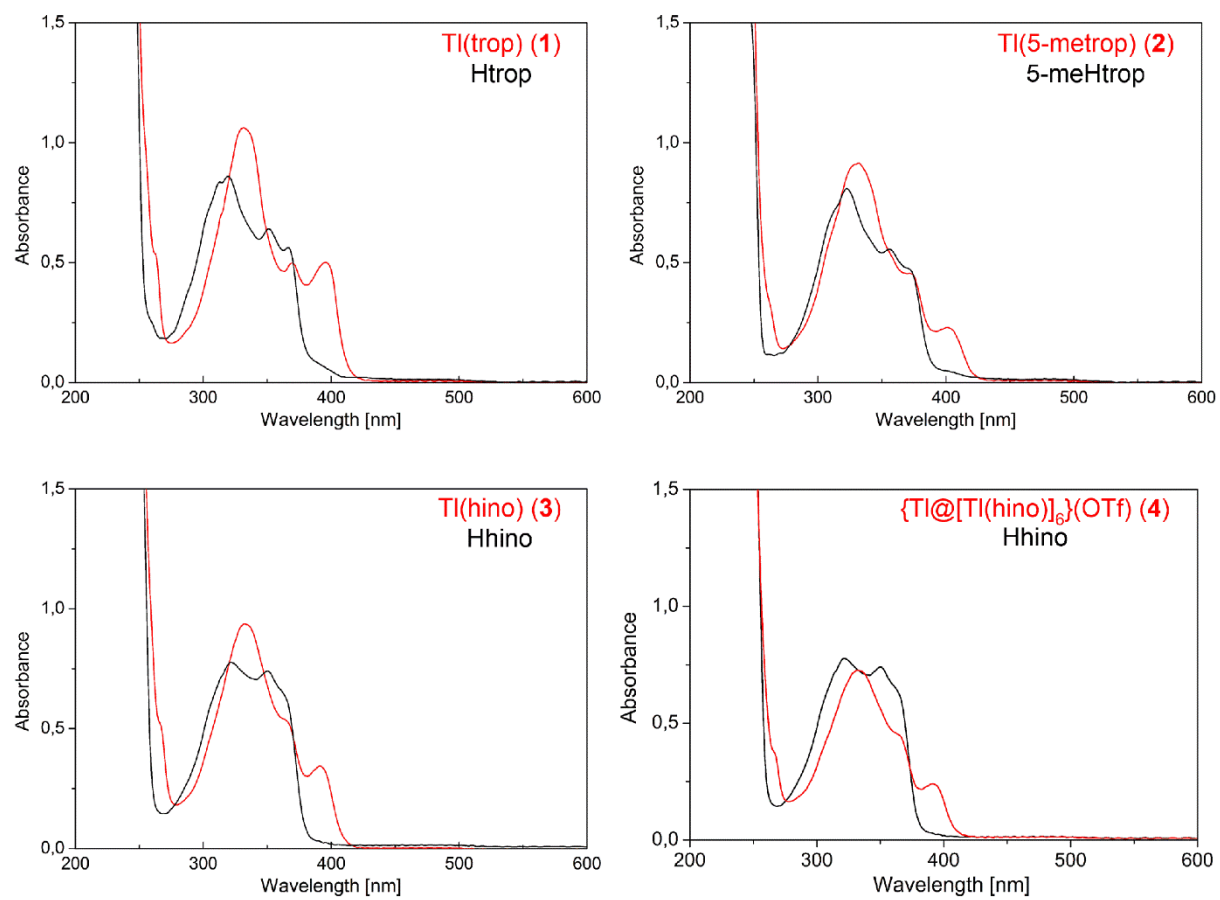 Tl(trop) (1)
Htrop
1,5
1,0
0,5
0,0
Absorbance
200
300
400
500
600
Wavelength [nm]
Tl(5-metrop) (2)
5-meHtrop
1,5
1,0
0,5
0,0
Absorbance
200
300
400
500
600
Wavelength [nm]
Tl(hino) (3)
Hhino
1,5
1,0
0,5
0,0
Absorbance
200
300
400
500
600
Wavelength [nm]
{Tl@[Tl(hino)]₆}(OTf) (4)
Hhino
1,5
1,0
0,5
0,0
Absorbance
200
300
400
500
600
Wavelength [nm]